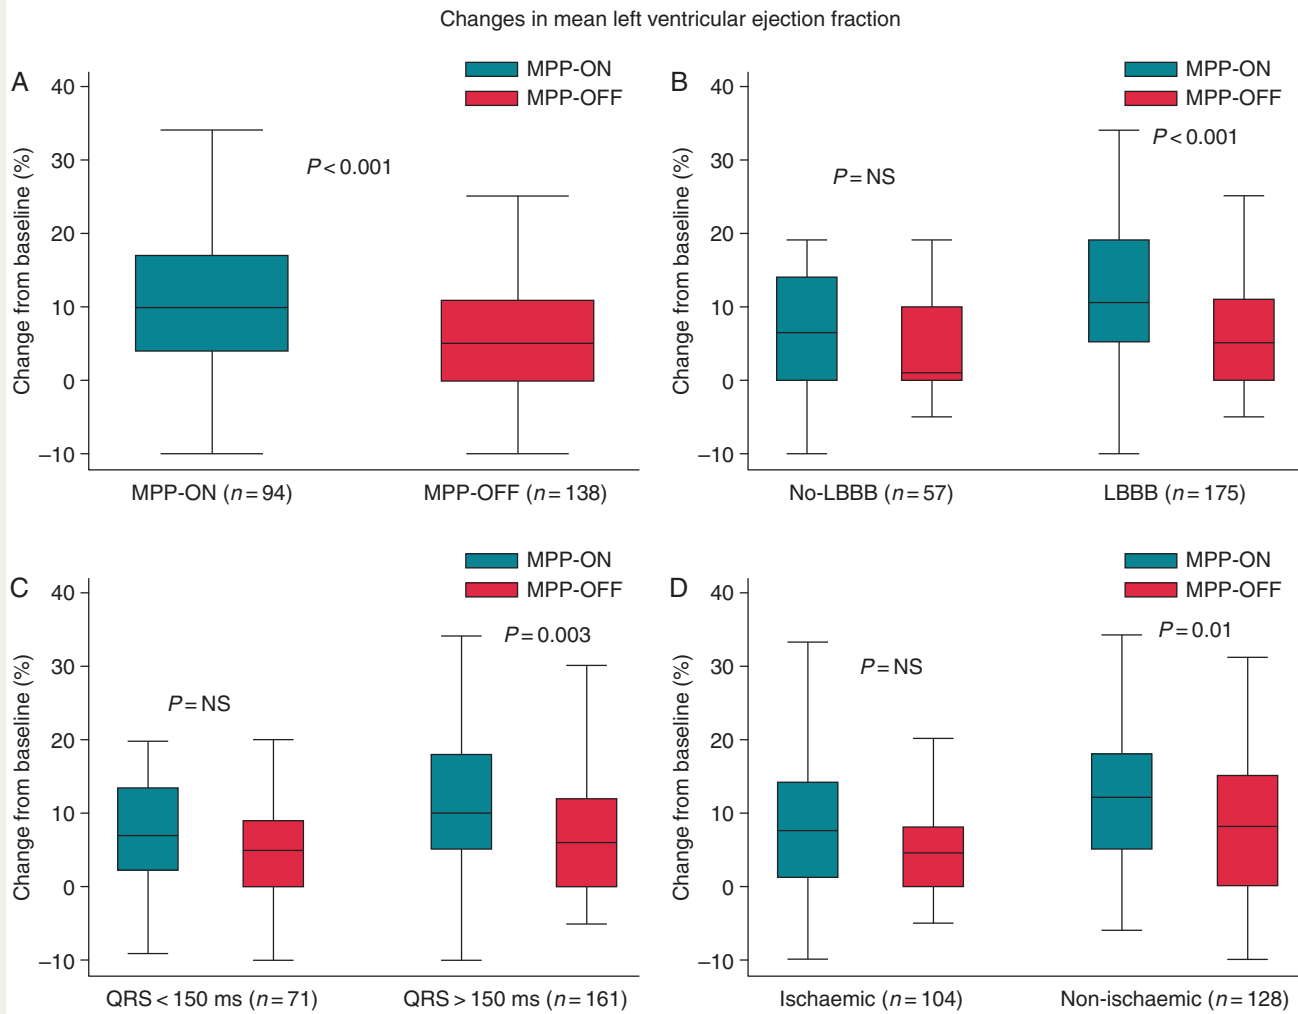 Changes in mean left ventricular ejection fraction
A
MPP-ON
MPP-OFF
Change from baseline (%)
40
30
20
10
0
−10
P < 0.001
MPP-ON (n = 94)
MPP-OFF (n = 138)
B
MPP-ON
MPP-OFF
Change from baseline (%)
40
30
20
10
0
−10
P = NS
P < 0.001
No-LBBB (n = 57)
LBBB (n = 175)
C
MPP-ON
MPP-OFF
Change from baseline (%)
40
30
20
10
0
−10
P = NS
P = 0.003
QRS < 150 ms (n = 71)
QRS > 150 ms (n = 161)
D
MPP-ON
MPP-OFF
Change from baseline (%)
40
30
20
10
0
−10
P = NS
P = 0.01
Ischaemic (n = 104)
Non-ischaemic (n = 128)